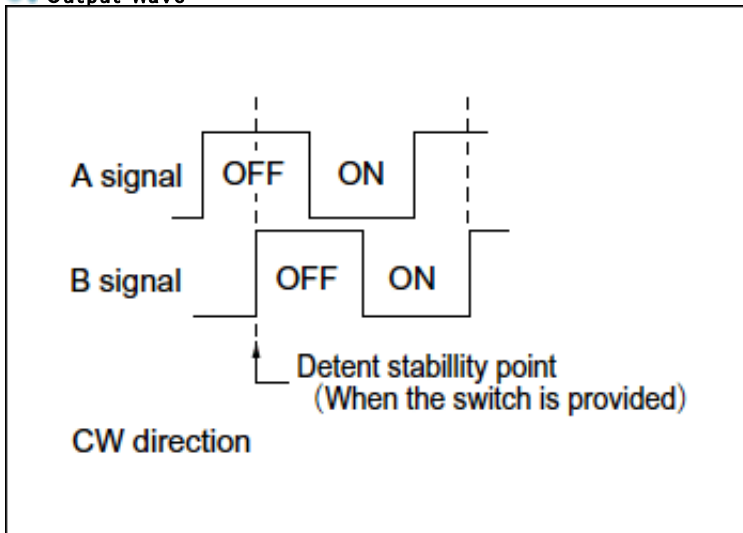 Output Wave
A signal OFF ON
B signal OFF ON
Detent stabillity point
(When the switch is provided)
CW direction